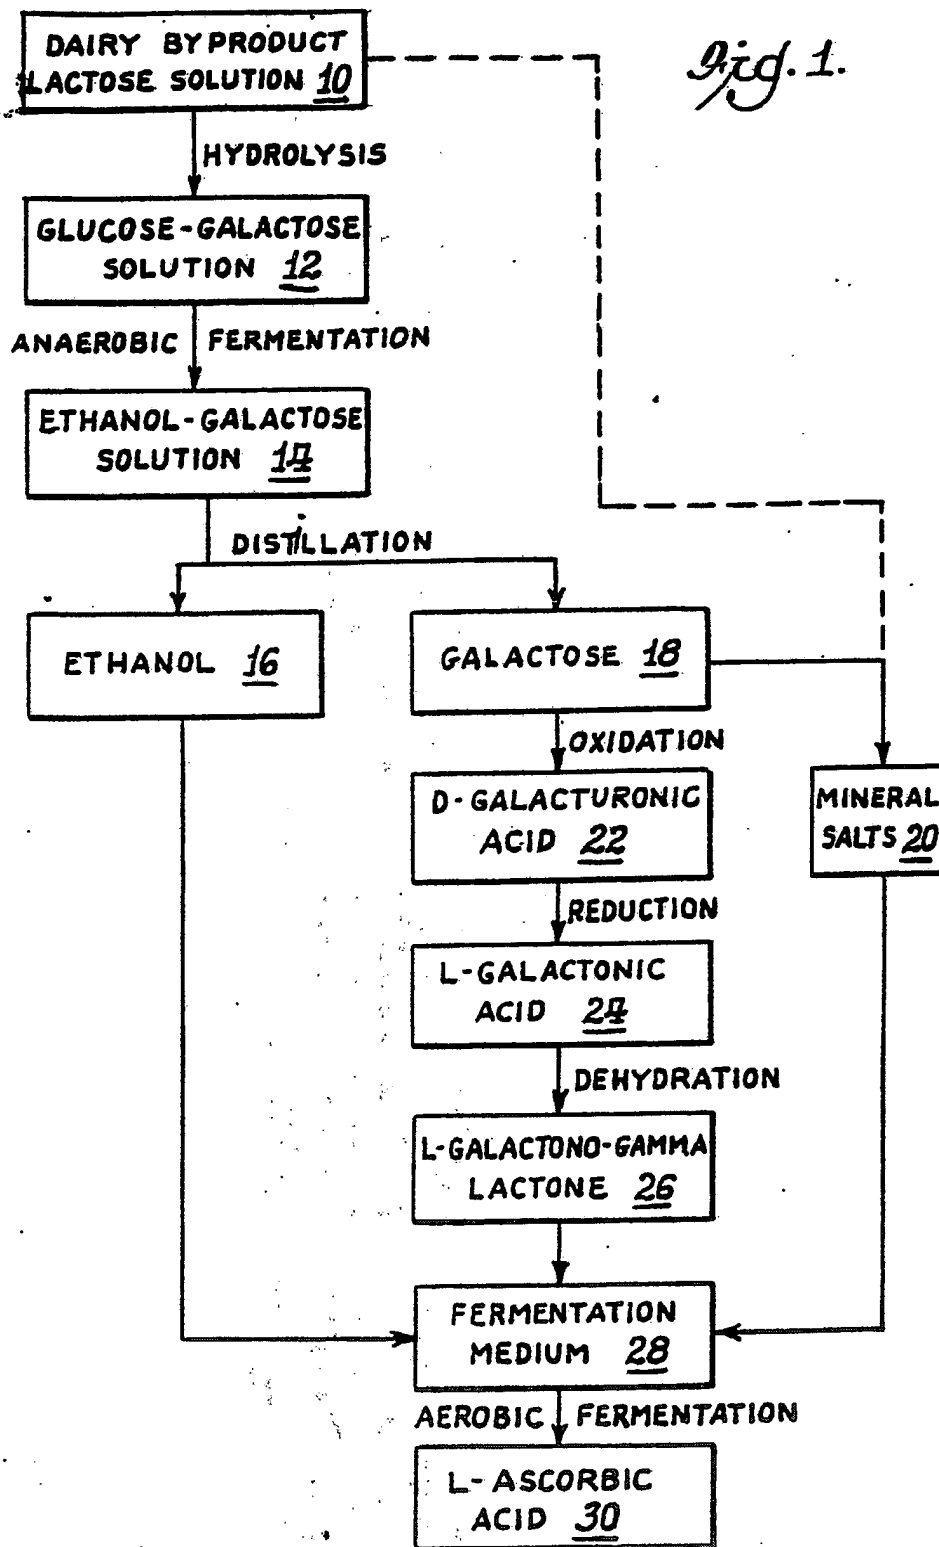 Fig. 1.
DAIRY BYPRODUCT
LACTOSE SOLUTION 10
HYDROLYSIS
GLUCOSE-GALACTOSE
SOLUTION 12
ANAEROBIC FERMENTATION
ETHANOL-GALACTOSE
SOLUTION 14
DISTILLATION
ETHANOL 16
GALACTOSE 18
OXIDATION
D-GALACTURONIC
ACID 22
MINERAL
SALTS 20
REDUCTION
L-GALACTONIC
ACID 24
DEHYDRATION
L-GALACTONO-GAMMA
LACTONE 26
FERMENTATION
MEDIUM 28
AEROBIC FERMENTATION
L-ASCORBIC
ACID 30